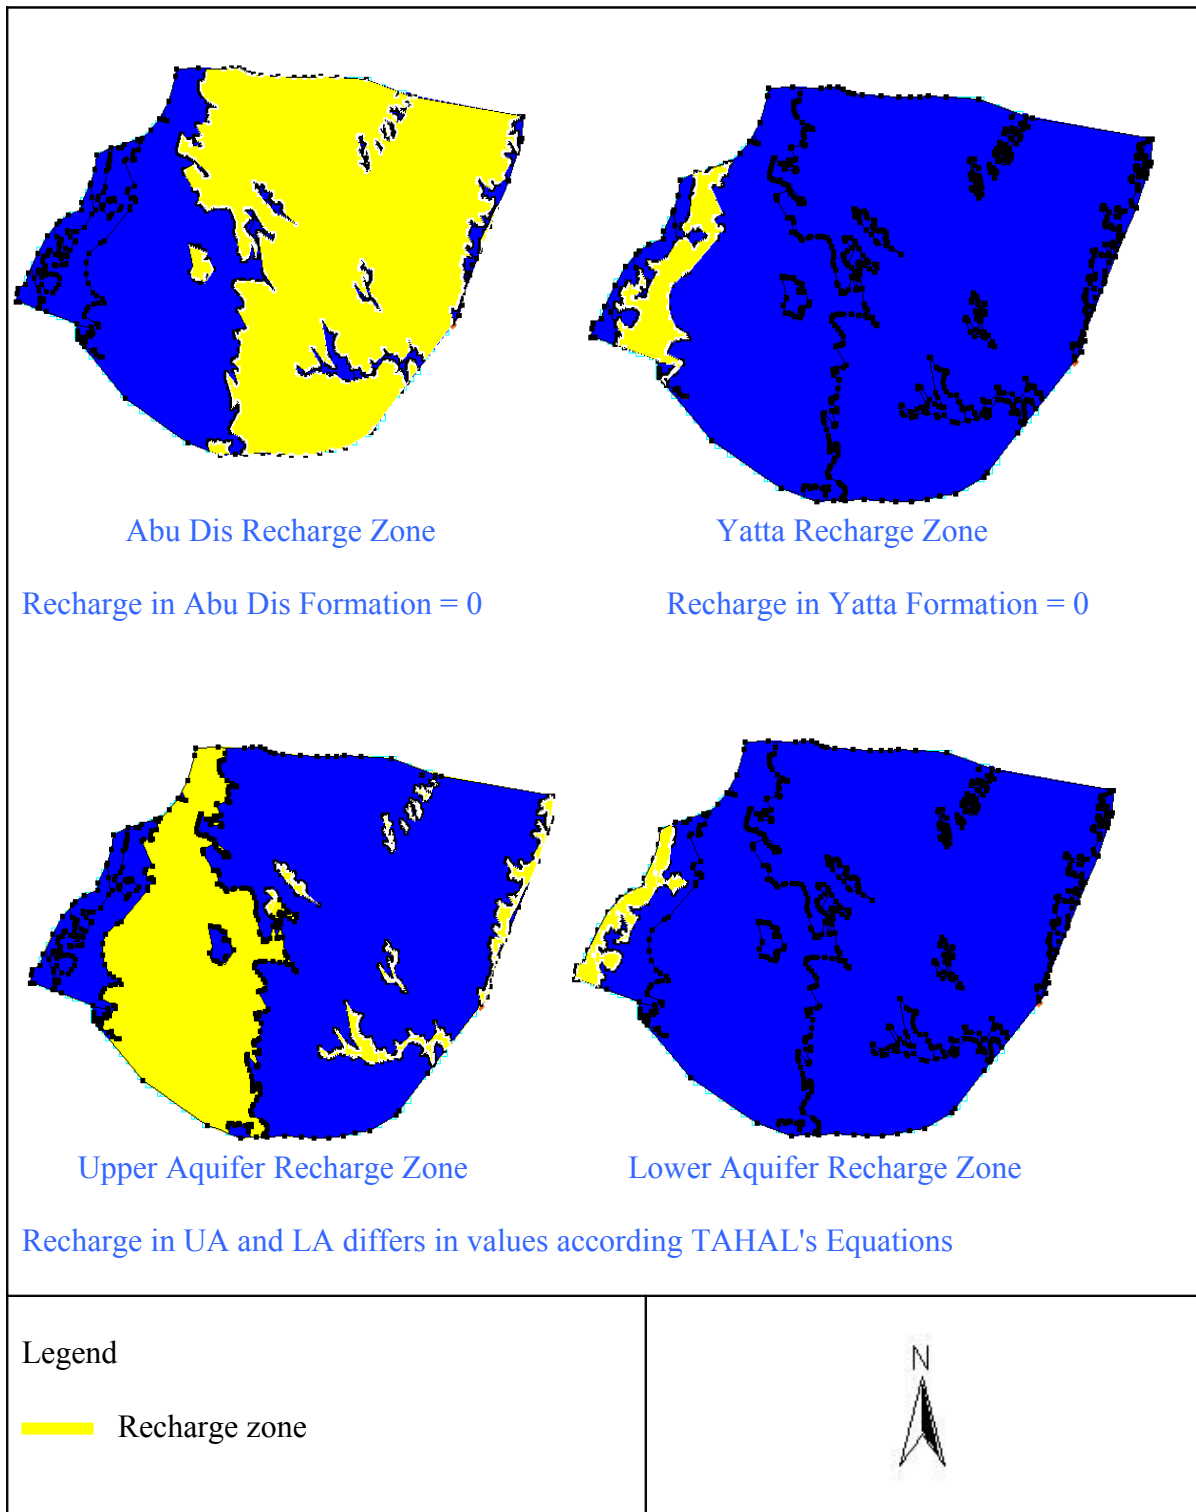 Abu Dis Recharge Zone
Yatta Recharge Zone
Recharge in Abu Dis Formation = 0
Recharge in Yatta Formation = 0
Upper Aquifer Recharge Zone
Lower Aquifer Recharge Zone
Recharge in UA and LA differs in values according TAHAL's Equations
Legend
N
Recharge zone